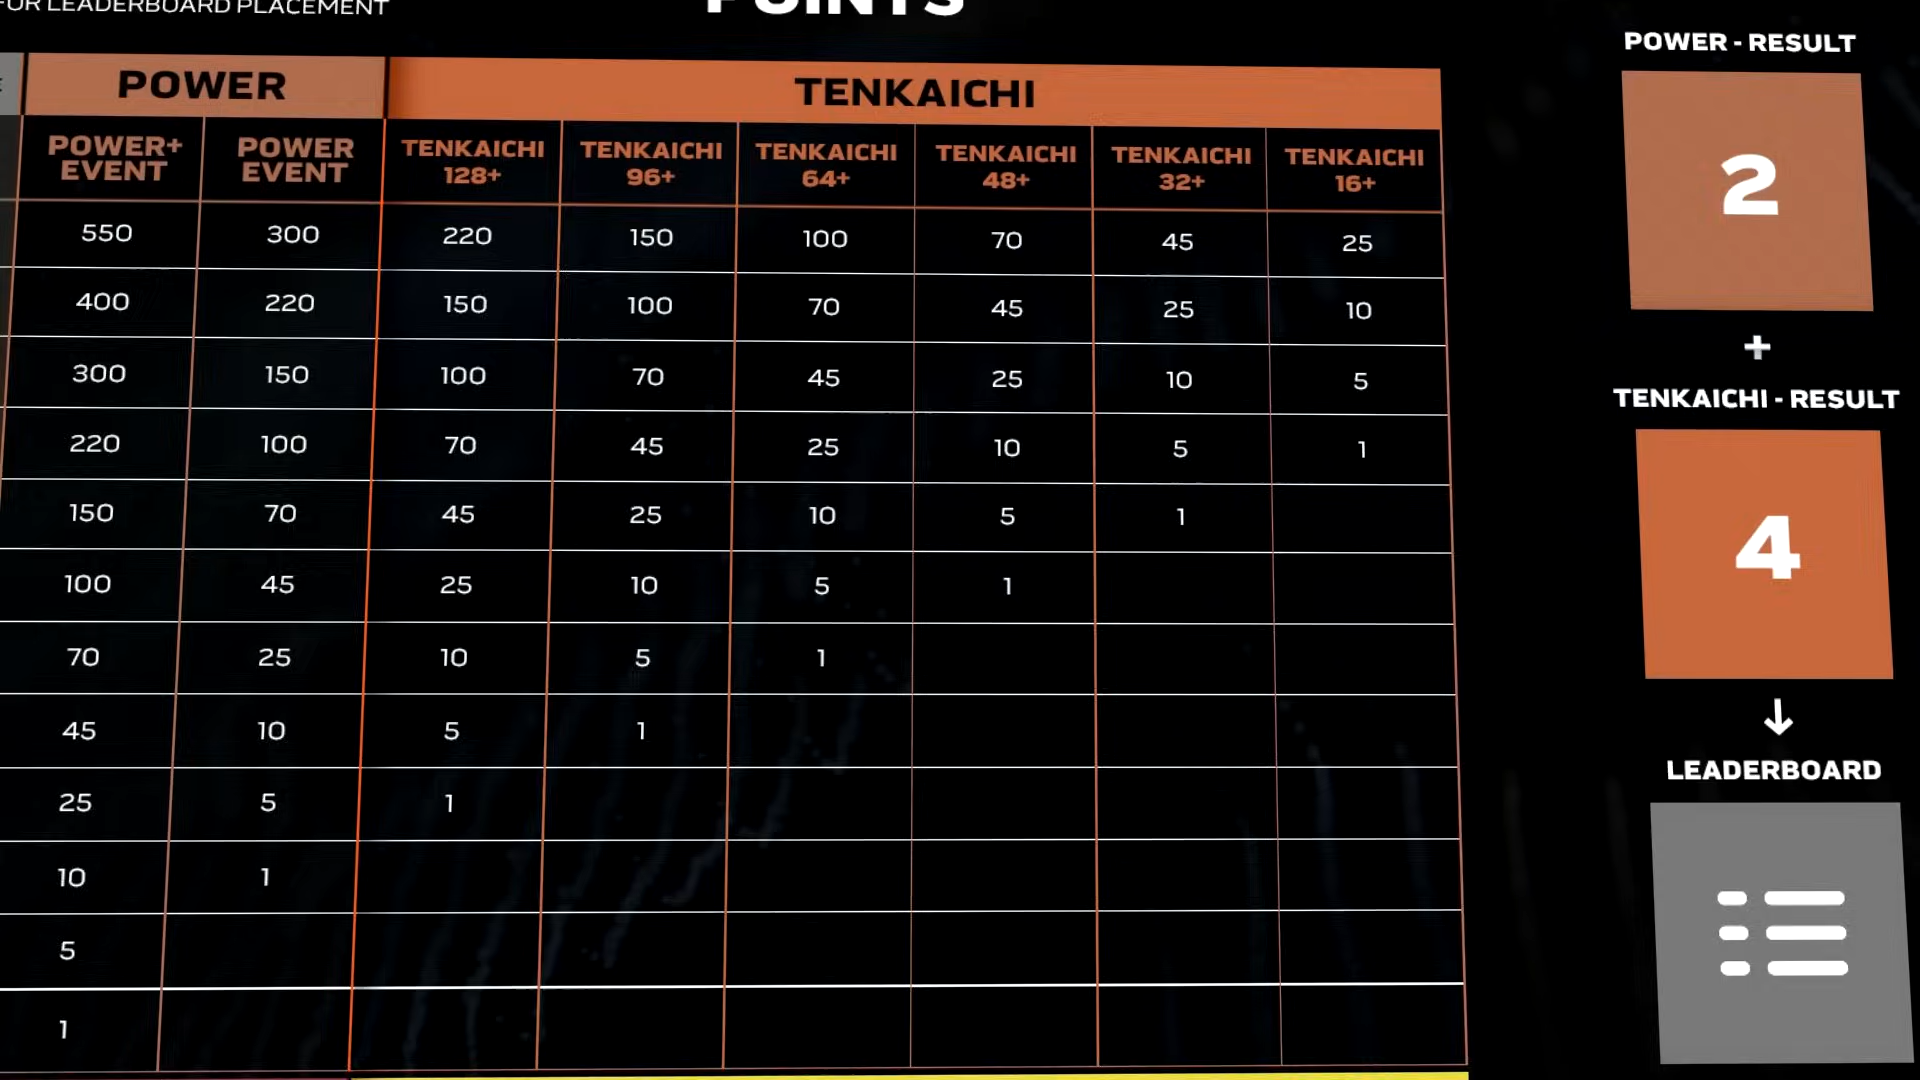 FOR LEADERBOARD PLACEMENT
POINTS
POWER
TENKAICHI
POWER+ EVENT
POWER EVENT
TENKAICHI 128+
TENKAICHI 96+
TENKAICHI 64+
TENKAICHI 48+
TENKAICHI 32+
TENKAICHI 16+
550 300 220 150 100 70 45 25
400 220 150 100 70 45 25 10
300 150 100 70 45 25 10 5
220 100 70 45 25 10 5 1
150 70 45 25 10 5 1
100 45 25 10 5 1
70 25 10 5 1
45 10 5 1
25 5 1
10 1
5
1
POWER - RESULT
2
+
TENKAICHI - RESULT
4
↓
LEADERBOARD